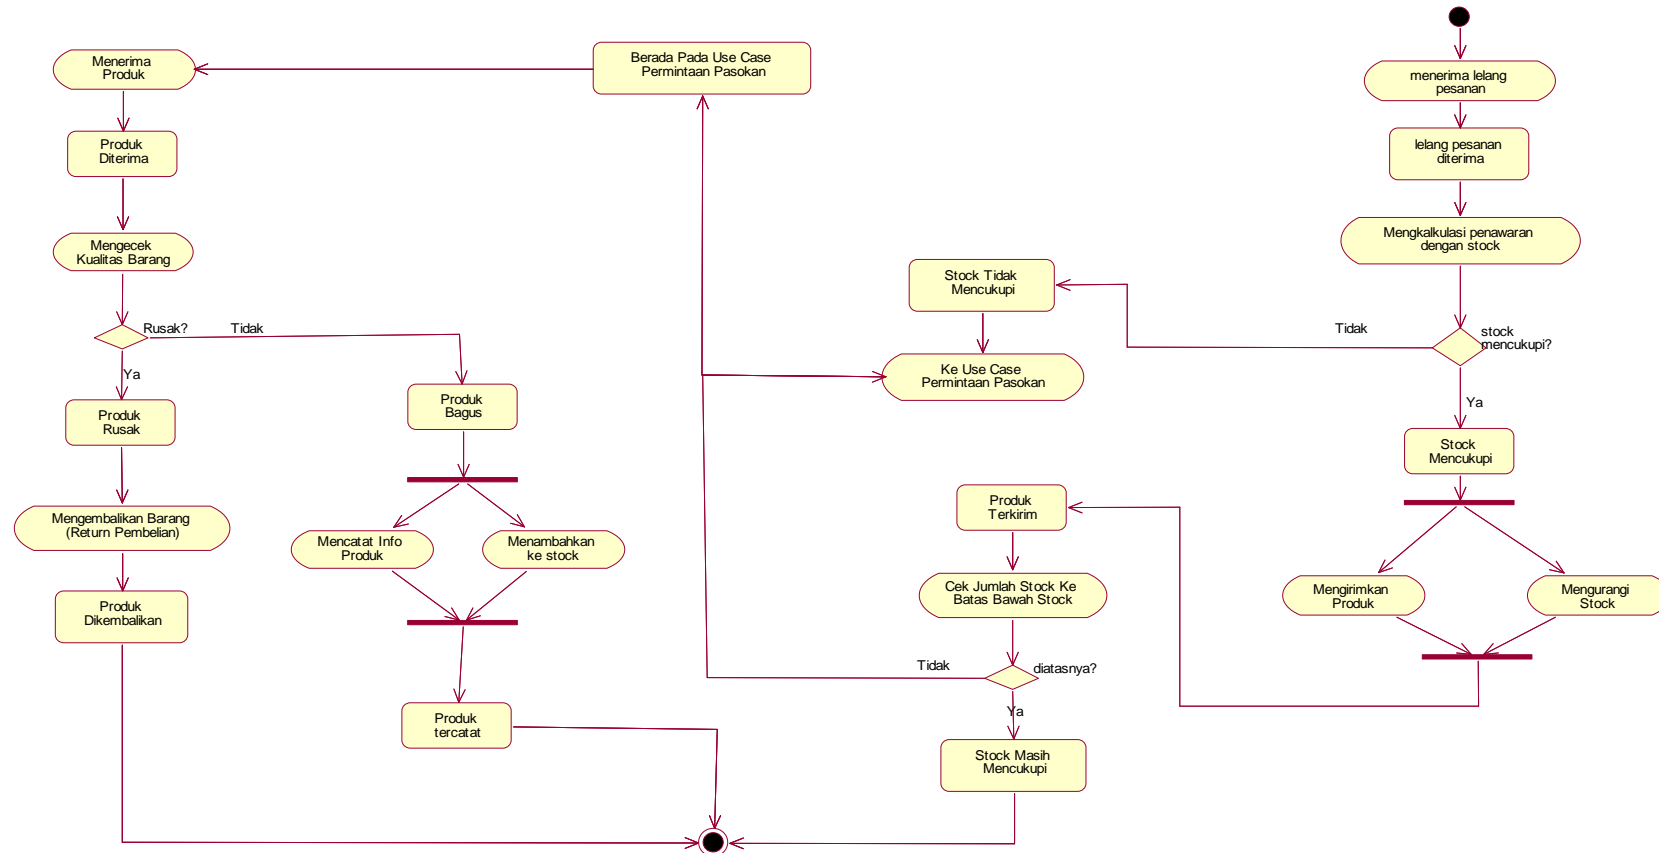 Menerima
Produk
Produk
Diterima
Mengecek
Kualitas Barang
Rusak?
Tidak
Ya
Produk
Rusak
Mengembalikan Barang
(Return Pembelian)
Produk
Dikembalikan
Produk
Bagus
Mencatat Info
Produk
Menambahkan
ke stock
Produk
tercatat
Berada Pada Use Case
Permintaan Pasokan
Stock Tidak
Mencukupi
Ke Use Case
Permintaan Pasokan
Produk
Terkirim
Cek Jumlah Stock Ke
Batas Bawah Stock
Tidak
diatasnya?
Ya
Stock Masih
Mencukupi
menerima lelang
pesanan
lelang pesanan
diterima
Mengkalkulasi penawaran
dengan stock
Tidak
stock
mencukupi?
Ya
Stock
Mencukupi
Mengirimkan
Produk
Mengurangi
Stock